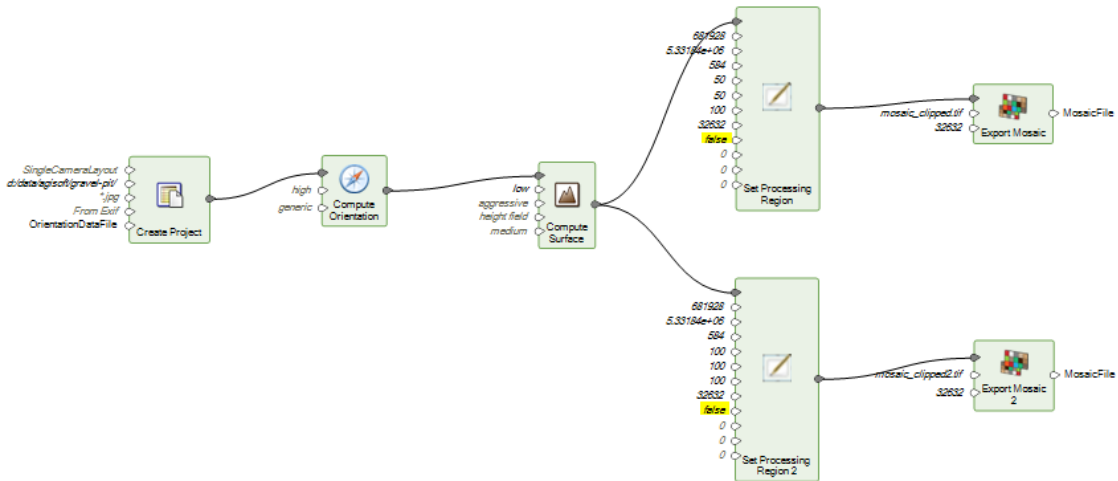 SingleCameraLayout
d:/data/agisoft/gravel-pit/
*.jpg
From Exif
OrientationDataFile
Create Project
high
generic
Compute
Orientation
low
aggressive
height field
medium
Compute
Surface
681928
5.33184e+06
584
50
50
100
32632
false
0
0
0
Set Processing
Region
mosaic_clipped.tif
32632
Export Mosaic
MosaicFile
681928
5.33184e+06
584
100
100
100
32632
false
0
0
0
Set Processing
Region 2
mosaic_clipped2.tif
32632
Export Mosaic
2
MosaicFile